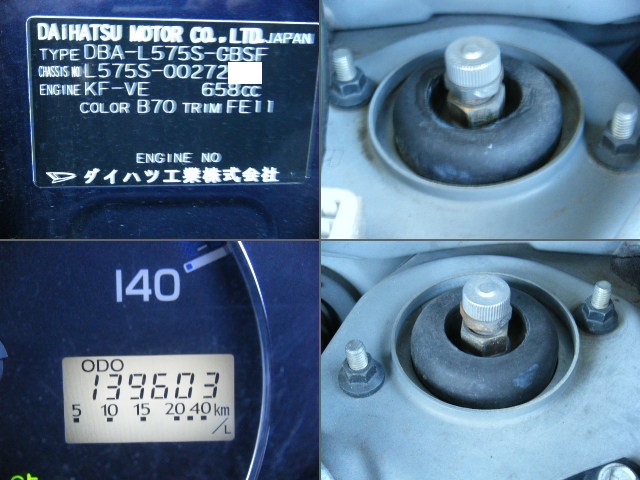 DAIHATSU MOTOR CO.,LTD. JAPAN
TYPE DBA-L575S-GBSF
CHASSIS NO L575S-00272
ENGINE KF-VE 658cc
COLOR B70 TRIM FE11
ENGINE NO
ダイハツ工業株式会社
140
ODO
139603
5 10 15 20 40 km/L